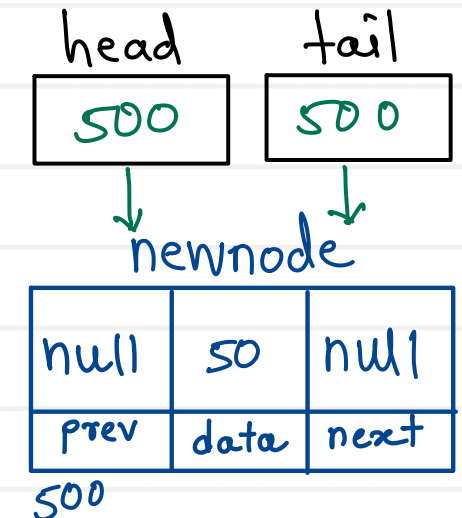 head tail
500 500
newnode
null 50 null
prev data next
500